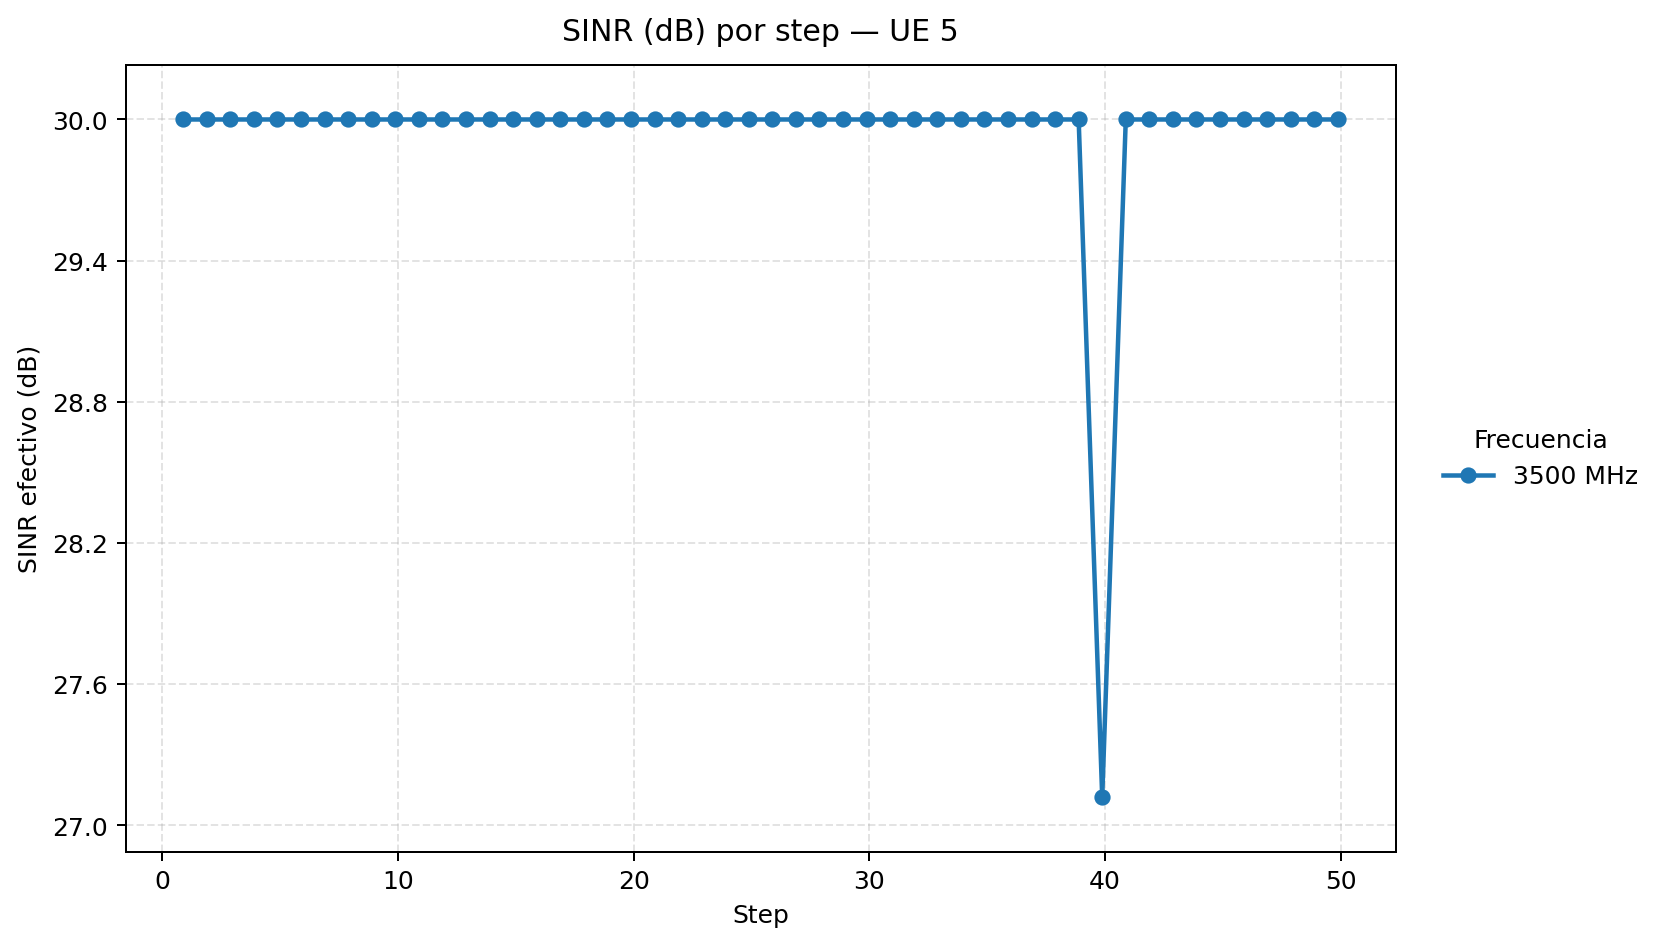 SINR (dB) por step — UE 5
30.0
29.4
28.8
28.2
27.6
27.0
SINR efectivo (dB)
0 10 20 30 40 50
Step
Frecuencia
3500 MHz